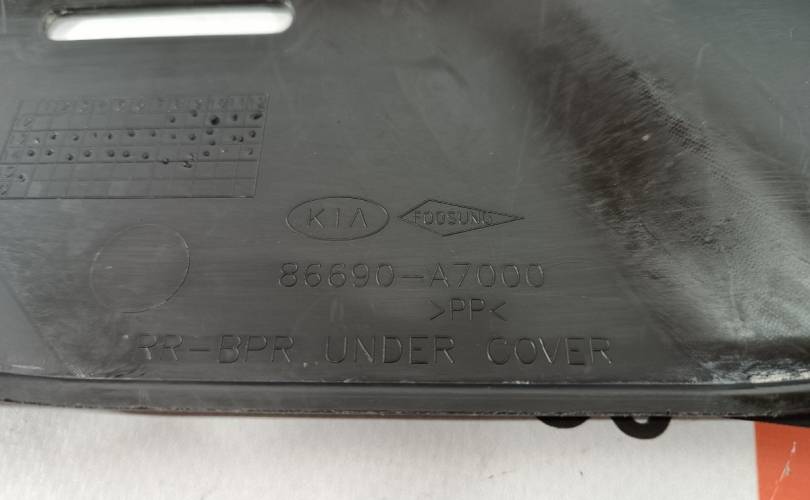 KIA FOOSUNG
86690-A7000
>PP<
RR-BPR UNDER COVER